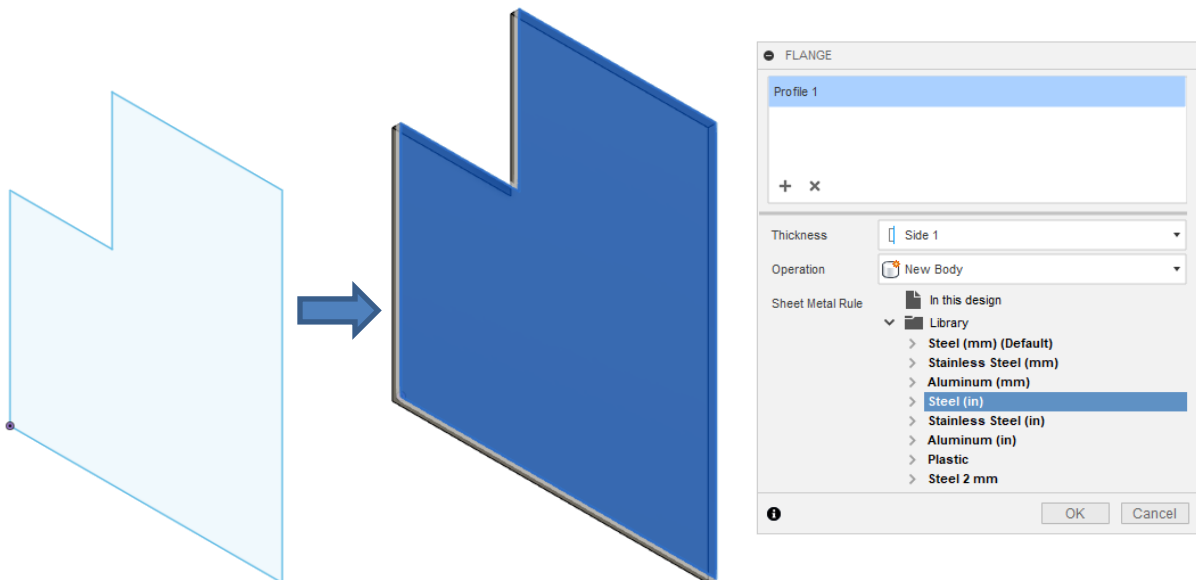 FLANGE
Profile 1
Thickness Side 1
Operation New Body
Sheet Metal Rule In this design
Library
Steel (mm) (Default)
Stainless Steel (mm)
Aluminum (mm)
Steel (in)
Stainless Steel (in)
Aluminum (in)
Plastic
Steel 2 mm
OK Cancel